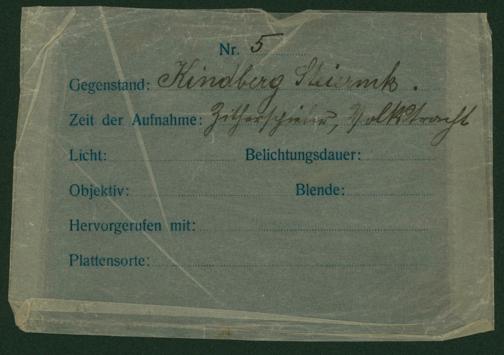 Nr. 5
Gegenstand: Kindberg Steiermk.
Zeit der Aufnahme: Zitherspieler, Volkstracht
Licht: Belichtungsdauer:
Objektiv: Blende:
Hervorgerufen mit:
Plattensorte: